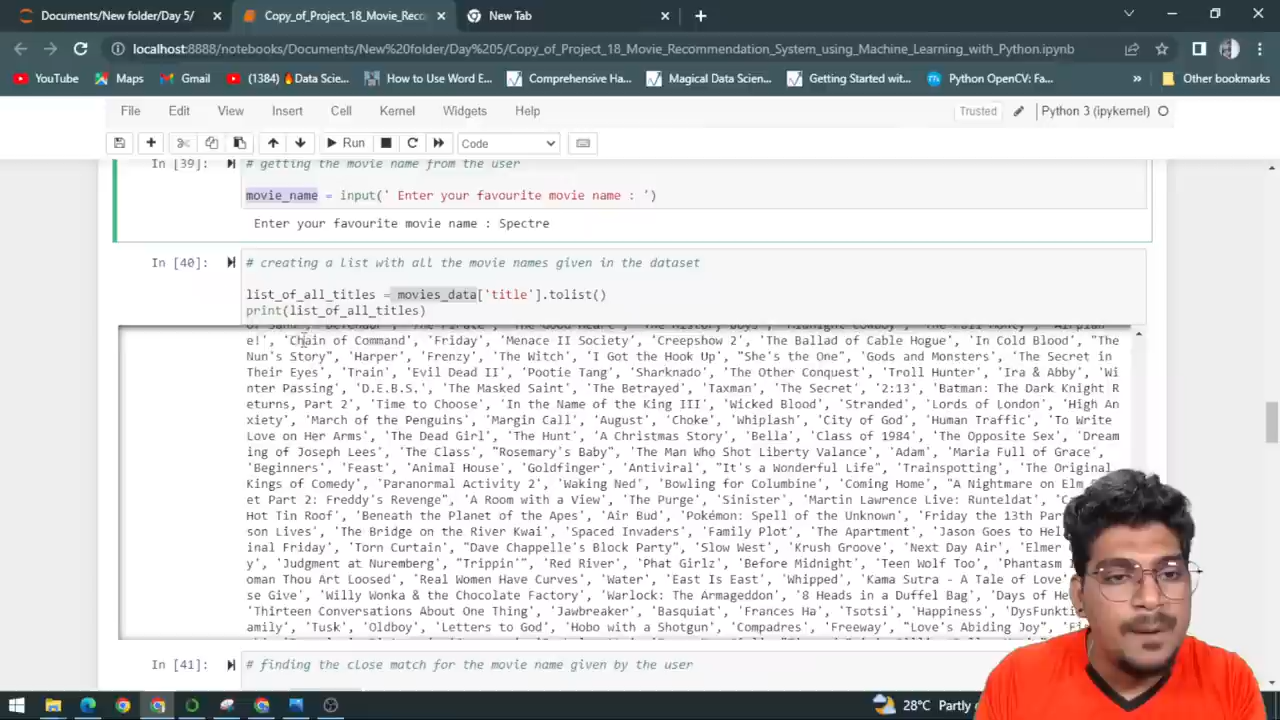 Documents/New folder/Day 5/
Copy_of_Project_18_Movie_Reco
New Tab
localhost:8888/notebooks/Documents/New%20folder/Day%205/Copy_of_Project_18_Movie_Recommendation_System_using_Machine_Learning_with_Python.ipynb
YouTube Maps Gmail (1384) 🔥Data Scie... How to Use Word E... Comprehensive Ha... Magical Data Scien... Getting Started wit... Python OpenCV: Fa... » Other bookmarks
File Edit View Insert Cell Kernel Widgets Help Trusted Python 3 (ipykernel)
Run Code
In [39]: # getting the movie name from the user
movie_name = input(' Enter your favourite movie name : ')
Enter your favourite movie name : Spectre
In [40]: # creating a list with all the movie names given in the dataset
list_of_all_titles = movies_data['title'].tolist()
print(list_of_all_titles)
of Sand', 'Defendor', 'The Pirate', 'The Good Heart', 'The History Boys', 'Midnight Cowboy', 'The Full Monty', 'Airplan
e!', 'Chain of Command', 'Friday', 'Menace II Society', 'Creepshow 2', 'The Ballad of Cable Hogue', 'In Cold Blood', "The
Nun's Story", 'Harper', 'Frenzy', 'The Witch', 'I Got the Hook Up', "She's the One", 'Gods and Monsters', 'The Secret in
Their Eyes', 'Train', 'Evil Dead II', 'Pootie Tang', 'Sharknado', 'The Other Conquest', 'Troll Hunter', 'Ira & Abby', 'Wi
nter Passing', 'D.E.B.S.', 'The Masked Saint', 'The Betrayed', 'Taxman', 'The Secret', '2:13', 'Batman: The Dark Knight R
eturns, Part 2', 'Time to Choose', 'In the Name of the King III', 'Wicked Blood', 'Stranded', 'Lords of London', 'High An
xiety', 'March of the Penguins', 'Margin Call', 'August', 'Choke', 'Whiplash', 'City of God', 'Human Traffic', 'To Write
Love on Her Arms', 'The Dead Girl', 'The Hunt', 'A Christmas Story', 'Bella', 'Class of 1984', 'The Opposite Sex', 'Dream
ing of Joseph Lees', 'The Class', "Rosemary's Baby", 'The Man Who Shot Liberty Valance', 'Adam', 'Maria Full of Grace',
'Beginners', 'Feast', 'Animal House', 'Goldfinger', 'Antiviral', "It's a Wonderful Life", 'Trainspotting', 'The Original
Kings of Comedy', 'Paranormal Activity 2', 'Waking Ned', 'Bowling for Columbine', 'Coming Home', "A Nightmare on Elm
et Part 2: Freddy's Revenge", 'A Room with a View', 'The Purge', 'Sinister', 'Martin Lawrence Live: Runteldat',
Hot Tin Roof', 'Beneath the Planet of the Apes', 'Air Bud', 'Pokémon: Spell of the Unknown', 'Friday the 13th
son Lives', 'The Bridge on the River Kwai', 'Spaced Invaders', 'Family Plot', 'The Apartment', 'Jason Goes to
inal Friday', 'Torn Curtain', "Dave Chappelle's Block Party", 'Slow West', 'Krush Groove', 'Next Day Air', 'Elmer
y', 'Judgment at Nuremberg', "Trippin'", 'Red River', 'Phat Girlz', 'Before Midnight', 'Teen Wolf Too', 'Phantasm
oman Thou Art Loosed', 'Real Women Have Curves', 'Water', 'East Is East', 'Whipped', 'Kama Sutra - A Tale of Love'
se Give', 'Willy Wonka & the Chocolate Factory', 'Warlock: The Armageddon', '8 Heads in a Duffel Bag', 'Days of
'Thirteen Conversations About One Thing', 'Jawbreaker', 'Basquiat', 'Frances Ha', 'Tsotsi', 'Happiness',
amily', 'Tusk', 'Oldboy', 'Letters to God', 'Hobo with a Shotgun', 'Compadres', 'Freeway', "Love's Abiding Joy",
In [41]: # finding the close match for the movie name given by the user
28°C Partly